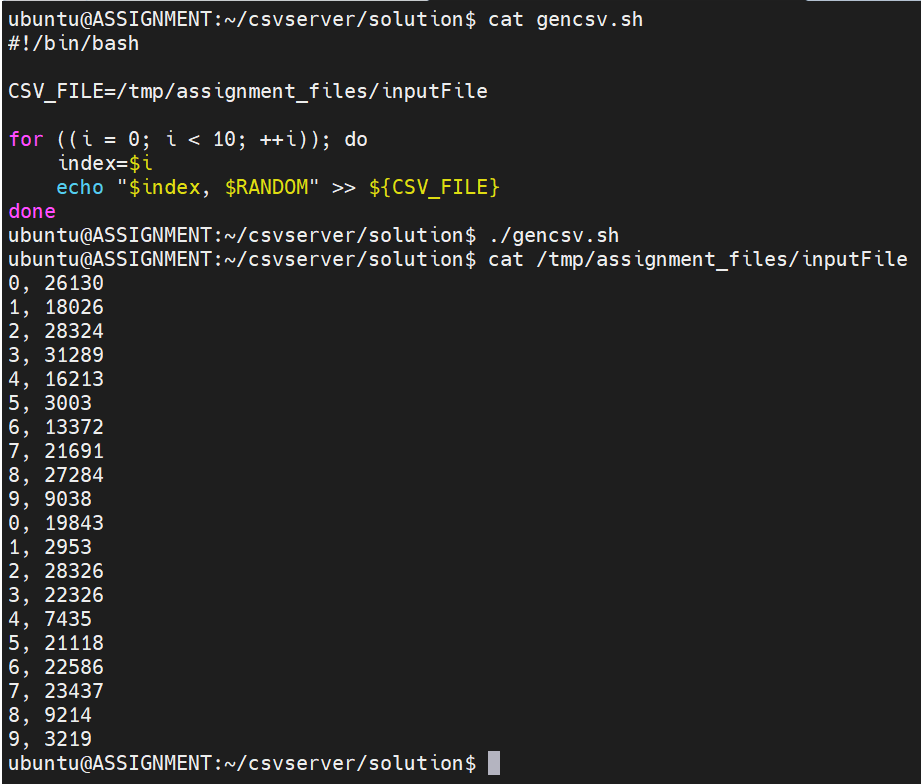 ubuntu@ASSIGNMENT:~/csvserver/solution$ cat gencsv.sh
#!/bin/bash

CSV_FILE=/tmp/assignment_files/inputFile

for ((i = 0; i < 10; ++i)); do
    index=$i
    echo "$index, $RANDOM" >> ${CSV_FILE}
done
ubuntu@ASSIGNMENT:~/csvserver/solution$ ./gencsv.sh
ubuntu@ASSIGNMENT:~/csvserver/solution$ cat /tmp/assignment_files/inputFile
0, 26130
1, 18026
2, 28324
3, 31289
4, 16213
5, 3003
6, 13372
7, 21691
8, 27284
9, 9038
0, 19843
1, 2953
2, 28326
3, 22326
4, 7435
5, 21118
6, 22586
7, 23437
8, 9214
9, 3219
ubuntu@ASSIGNMENT:~/csvserver/solution$